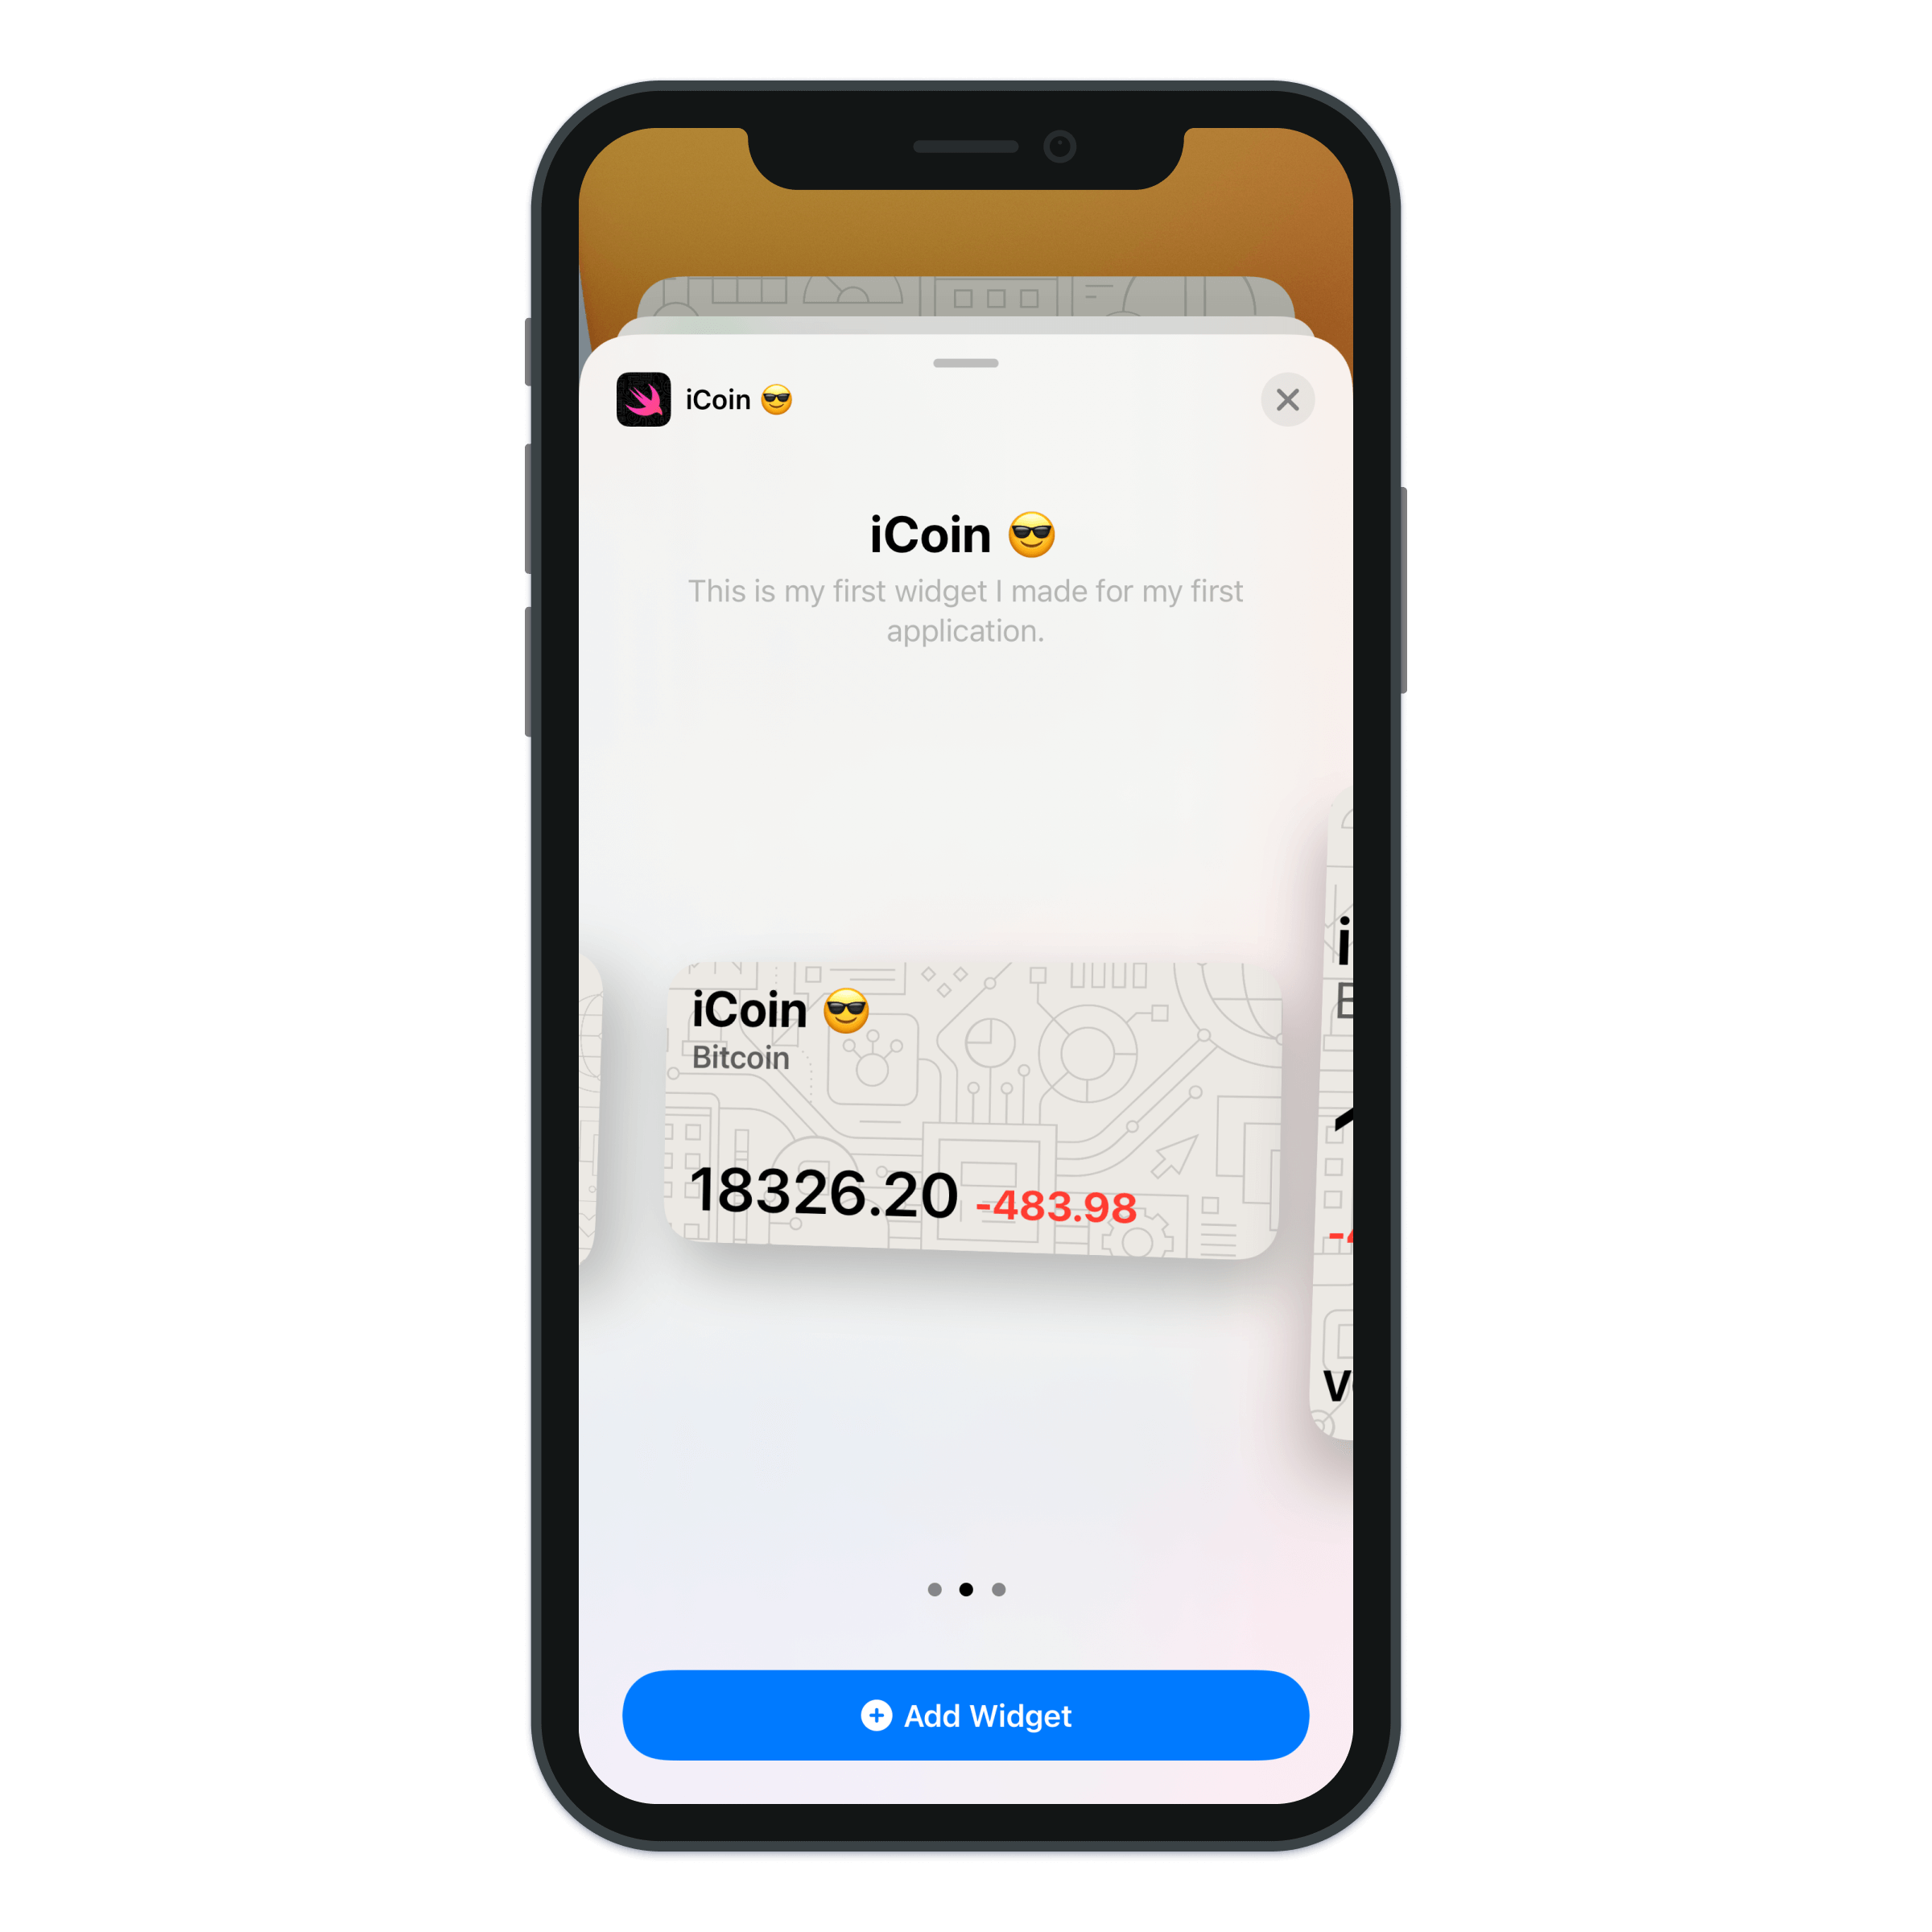 iCoin 😎
iCoin 😎
This is my first widget I made for my first
application.
iCoin 😎
Bitcoin
18326.20 -483.98
Add Widget